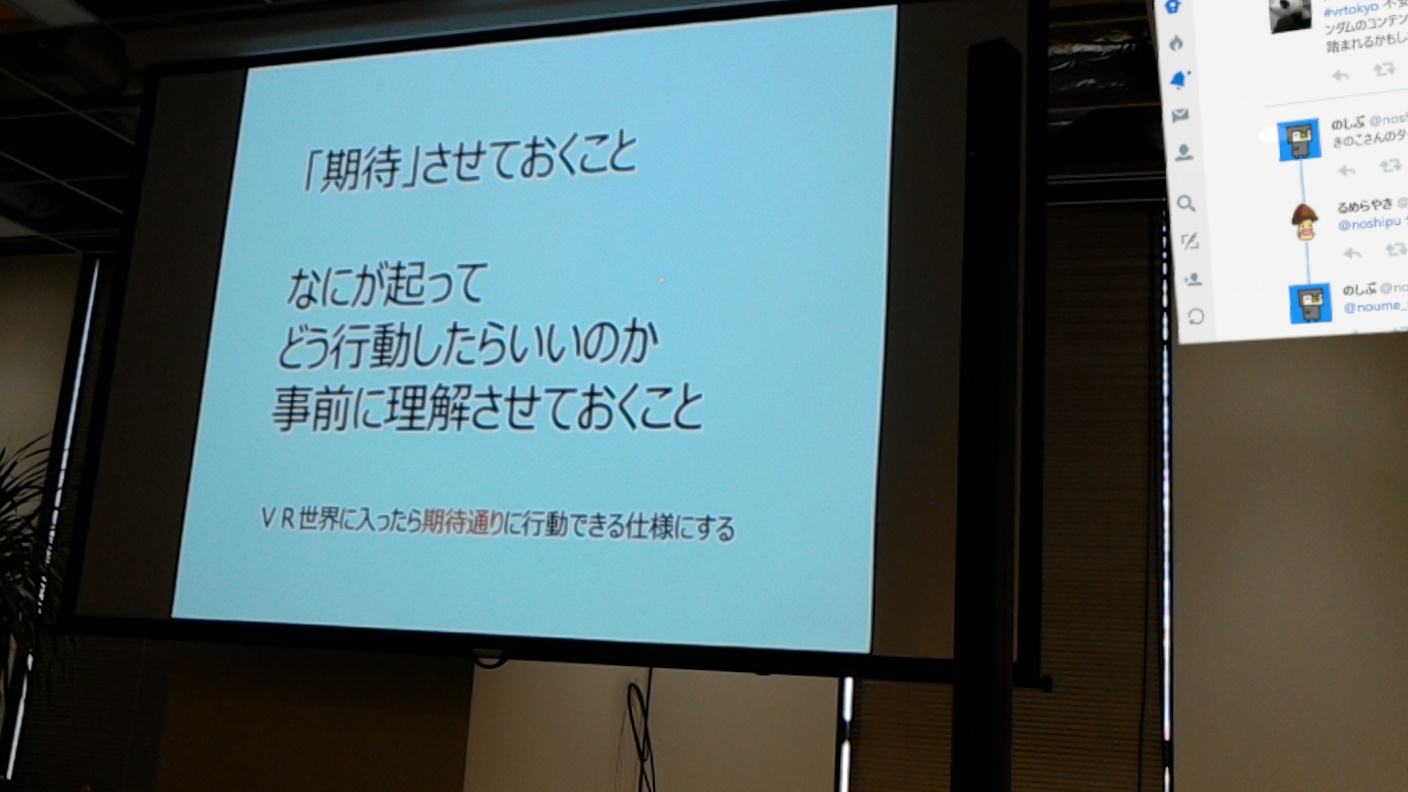 「期待」させておくこと
なにが起って
どう行動したらいいのか
事前に理解させておくこと
ＶＲ世界に入ったら期待通りに行動できる仕様にする
#vrtokyo
ンダムのコンテン
踏まれるかもし
のしぷ @nosh
きのこさんのタ
るめらやき @
@noshipu
のしぷ @no
@noume_